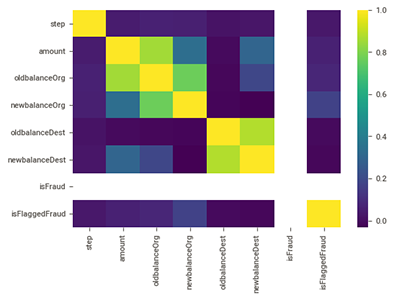 step
amount
oldbalanceOrg
newbalanceOrg
oldbalanceDest
newbalanceDest
isFraud
isFlaggedFraud
step
amount
oldbalanceOrg
newbalanceOrg
oldbalanceDest
newbalanceDest
isFraud
isFlaggedFraud
1.0
0.8
0.6
0.4
0.2
0.0